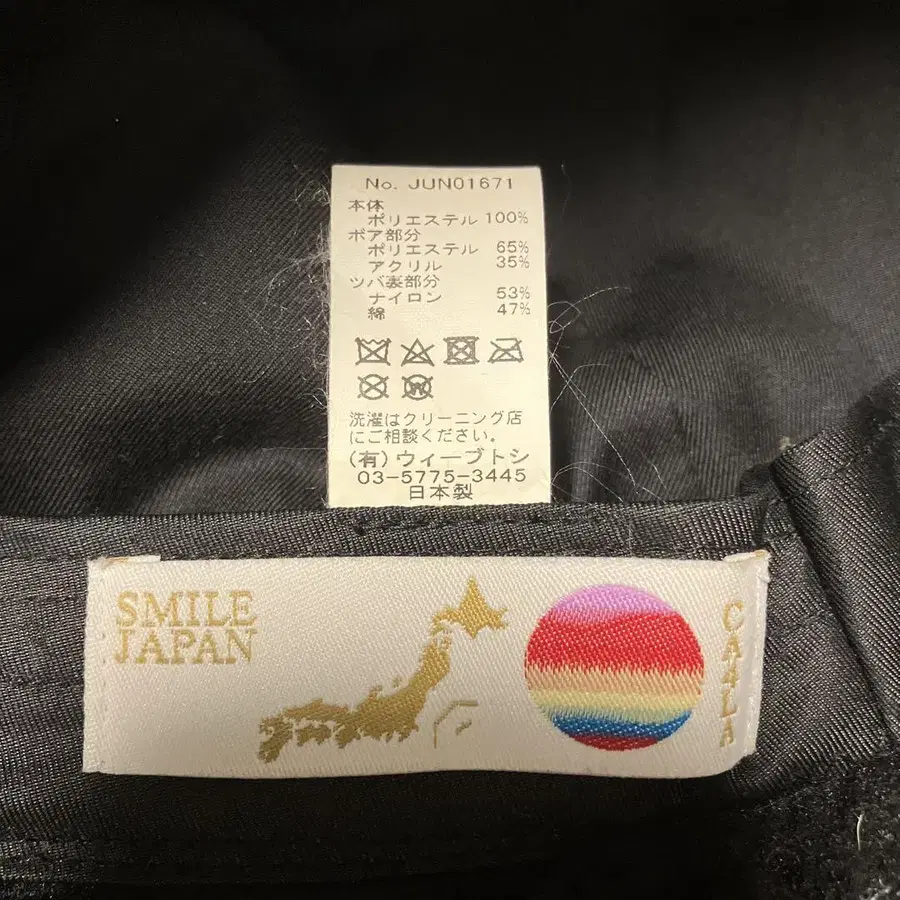 No. JUN01671
本体
ポリエステル 100%
ボア部分
ポリエステル 65%
アクリル 35%
ツバ裏部分
ナイロン 53%
綿 47%
W
洗濯はクリーニング店
にご相談ください。
(有) ウィーブトシ
03-5775-3445
日本製
SMILE
JAPAN
CA4LA